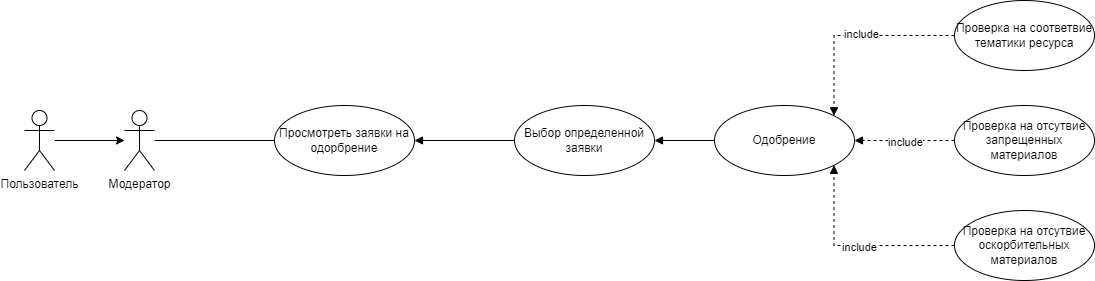 Пользователь
Модератор
Просмотреть заявки на
одорбрение
Выбор определенной
заявки
Одобрение
include
Проверка на соответвие
тематики ресурса
include
Проверка на отсутвие
запрещенных
материалов
include
Проверка на отсутвие
оскорбительных
материалов